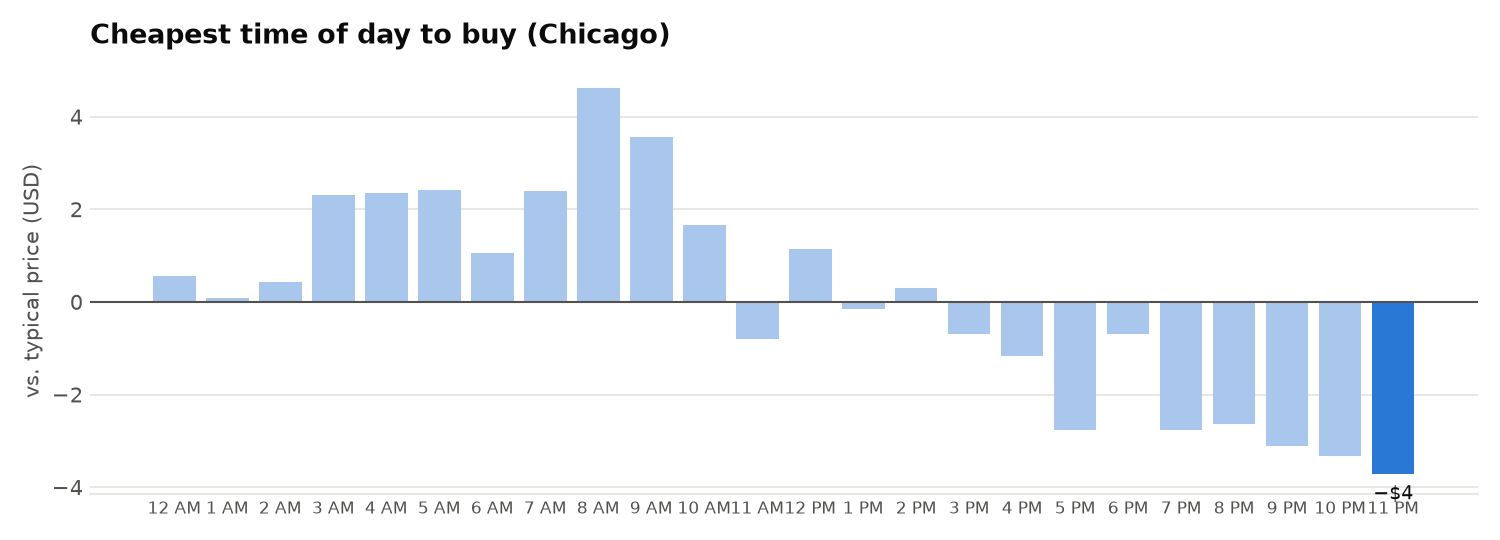 Cheapest time of day to buy (Chicago)
vs. typical price (USD)
4
2
0
−2
−4
−$4
12 AM 1 AM 2 AM 3 AM 4 AM 5 AM 6 AM 7 AM 8 AM 9 AM 10 AM 11 AM 12 PM 1 PM 2 PM 3 PM 4 PM 5 PM 6 PM 7 PM 8 PM 9 PM 10 PM 11 PM